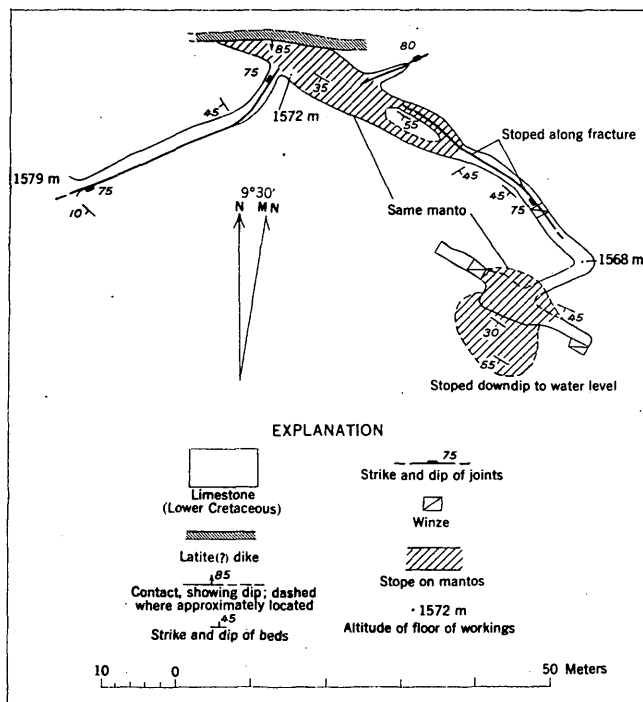 80
85
75
35
45
1572 m
55
Stoped along fracture
1579 m
75
45
45
75
10
9°30'
N M N
Same manto
1568 m
45
30
55
Stoped downdip to water level
EXPLANATION
Limestone
(Lower Cretaceous)
Latite(?) dike
85
Contact, showing dip; dashed
where approximately located
45
Strike and dip of beds
75
Strike and dip of joints
Winze
Stope on mantos
· 1572 m
Altitude of floor of workings
10 0 50 Meters